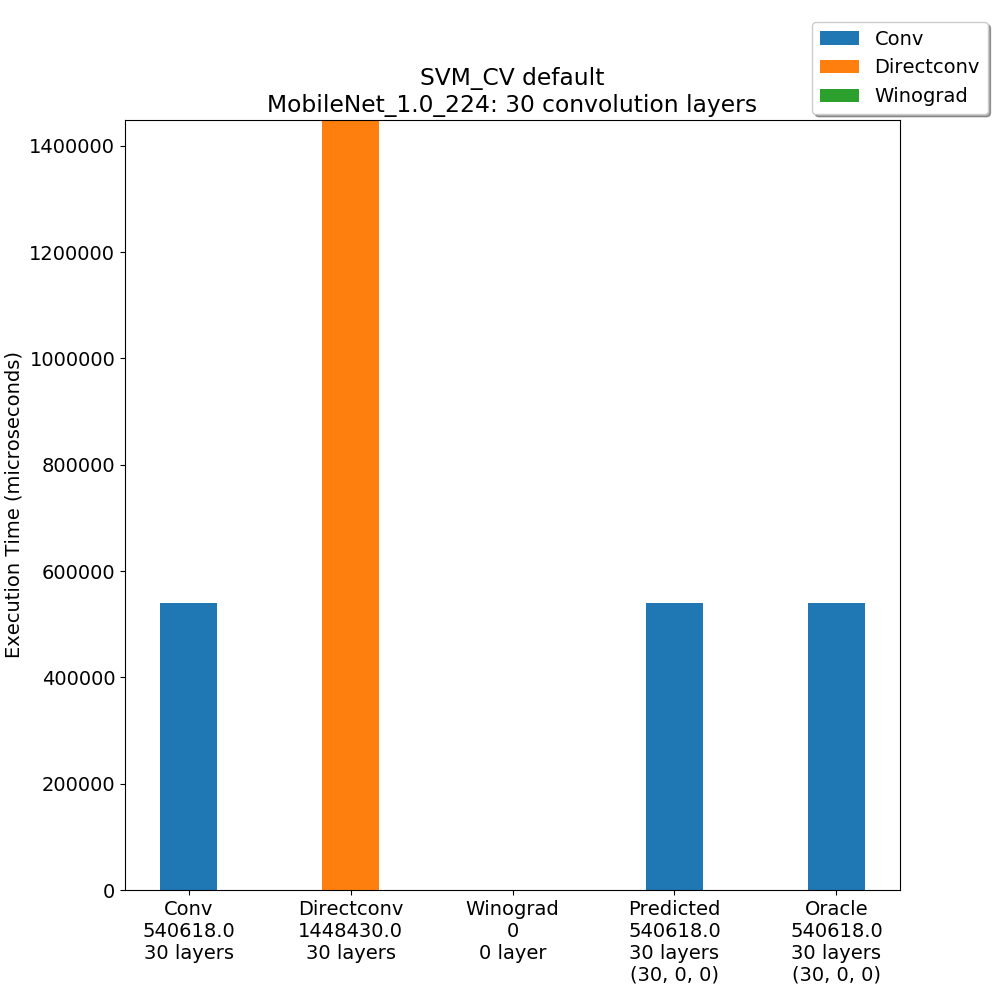 Conv
Directconv
Winograd
SVM_CV default
MobileNet_1.0_224: 30 convolution layers
Execution Time (microseconds)
1400000
1200000
1000000
800000
600000
400000
200000
0
Conv
540618.0
30 layers
Directconv
1448430.0
30 layers
Winograd
0
0 layer
Predicted
540618.0
30 layers
(30, 0, 0)
Oracle
540618.0
30 layers
(30, 0, 0)